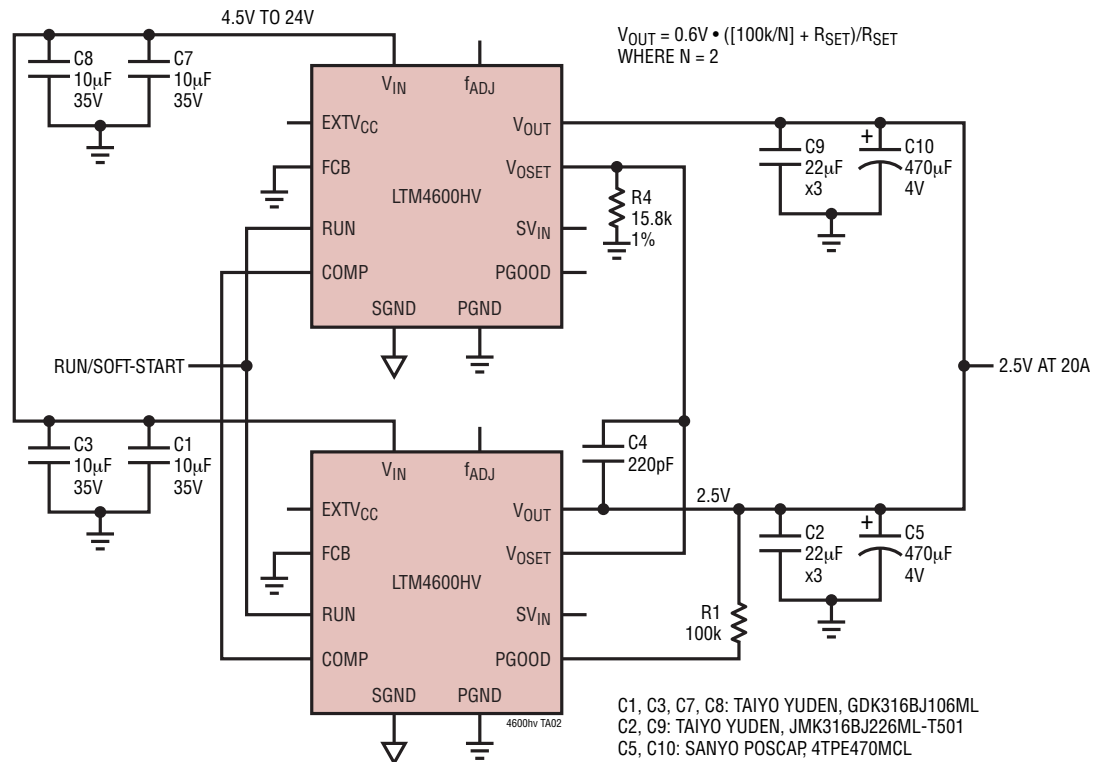 4.5V TO 24V
V_OUT = 0.6V • ([100k/N] + R_SET)/R_SET
WHERE N = 2
C8
10µF
35V
C7
10µF
35V
V_IN
f_ADJ
EXTV_CC
FCB
RUN
COMP
LTM4600HV
SGND
PGND
V_OUT
V_OSET
SV_IN
PGOOD
R4
15.8k
1%
C9
22µF
x3
+
C10
470µF
4V
RUN/SOFT-START
2.5V AT 20A
C3
10µF
35V
C1
10µF
35V
V_IN
f_ADJ
EXTV_CC
FCB
RUN
COMP
LTM4600HV
SGND
PGND
V_OUT
V_OSET
SV_IN
PGOOD
C4
220pF
2.5V
R1
100k
C2
22µF
x3
+
C5
470µF
4V
4600hv TA02
C1, C3, C7, C8: TAIYO YUDEN, GDK316BJ106ML
C2, C9: TAIYO YUDEN, JMK316BJ226ML-T501
C5, C10: SANYO POSCAP, 4TPE470MCL